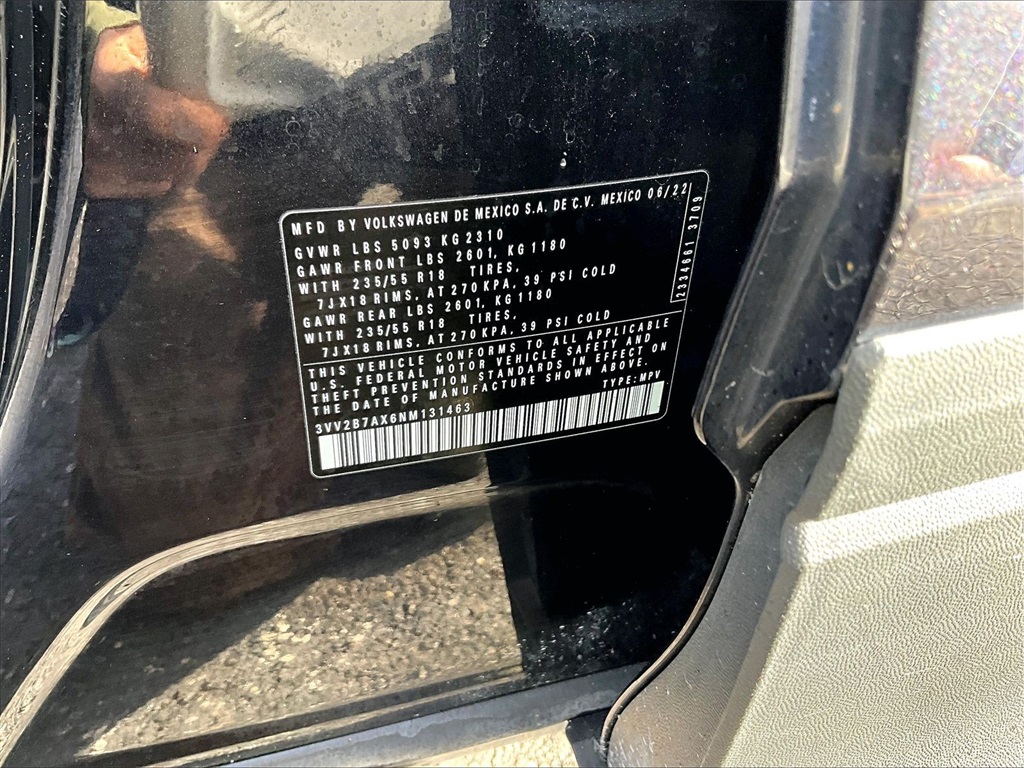 MFD BY VOLKSWAGEN DE MEXICO S.A. DE C.V. MEXICO 06/22
GVWR LBS 5093 KG 2310
GAWR FRONT LBS 2601, KG 1180
WITH 235/55 R18 TIRES,
7JX18 RIMS, AT 270 KPA, 39 PSI COLD
GAWR REAR LBS 2601, KG 1180
WITH 235/55 R18 TIRES,
7JX18 RIMS, AT 270 KPA, 39 PSI COLD
THIS VEHICLE CONFORMS TO ALL APPLICABLE
U.S. FEDERAL MOTOR VEHICLE SAFETY AND
THEFT PREVENTION STANDARDS IN EFFECT ON
THE DATE OF MANUFACTURE SHOWN ABOVE.
TYPE: MPV
3VV2B7AX6NM131463
2334661 3709